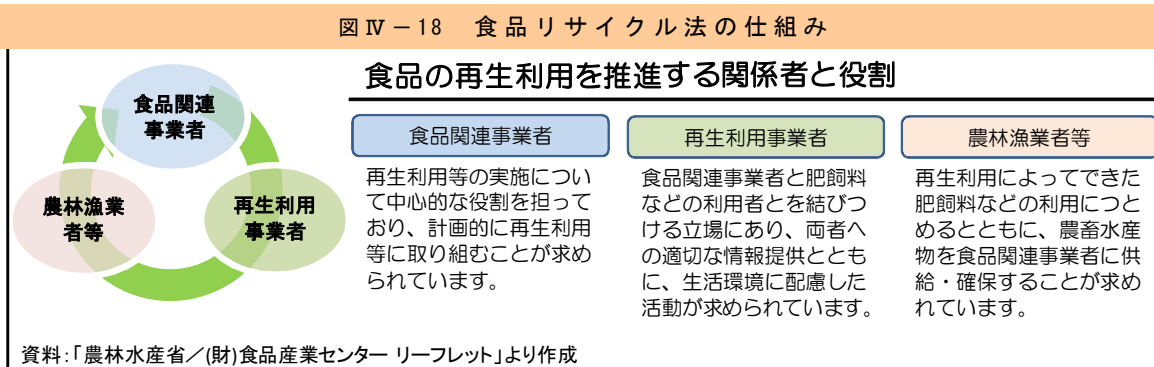 図Ⅳ－18 食品リサイクル法の仕組み
食品の再生利用を推進する関係者と役割
食品関連
事業者
農林漁業
者等
再生利用
事業者
食品関連事業者
再生利用等の実施につい
て中心的な役割を担って
おり、計画的に再生利用
等に取り組むことが求め
られています。
再生利用事業者
食品関連事業者と肥飼料
などの利用者とを結びつ
ける立場にあり、両者へ
の適切な情報提供ととも
に、生活環境に配慮した
活動が求められています。
農林漁業者等
再生利用によってできた
肥飼料などの利用につと
めるとともに、農畜水産
物を食品関連事業者に供
給・確保することが求め
れています。
資料：「農林水産省／(財)食品産業センター リーフレット」より作成